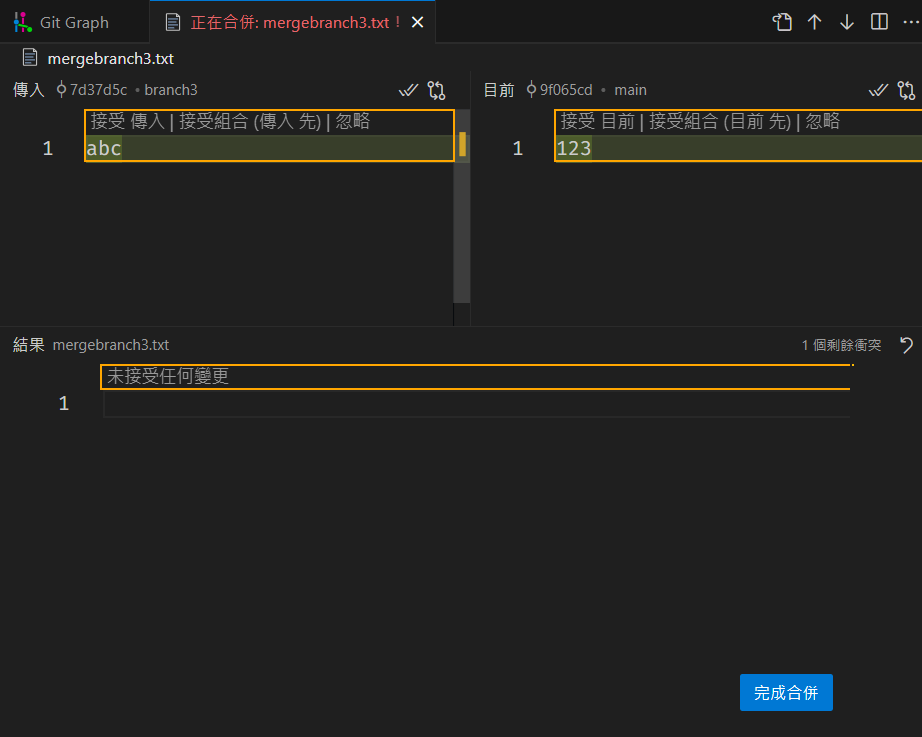 Git Graph
正在合併: mergebranch3.txt !
mergebranch3.txt
傳入 7d37d5c • branch3
接受 傳入 | 接受組合 (傳入 先) | 忽略
1 abc
目前 9f065cd • main
接受 目前 | 接受組合 (目前 先) | 忽略
1 123
結果 mergebranch3.txt 1 個剩餘衝突
未接受任何變更
1
完成合併